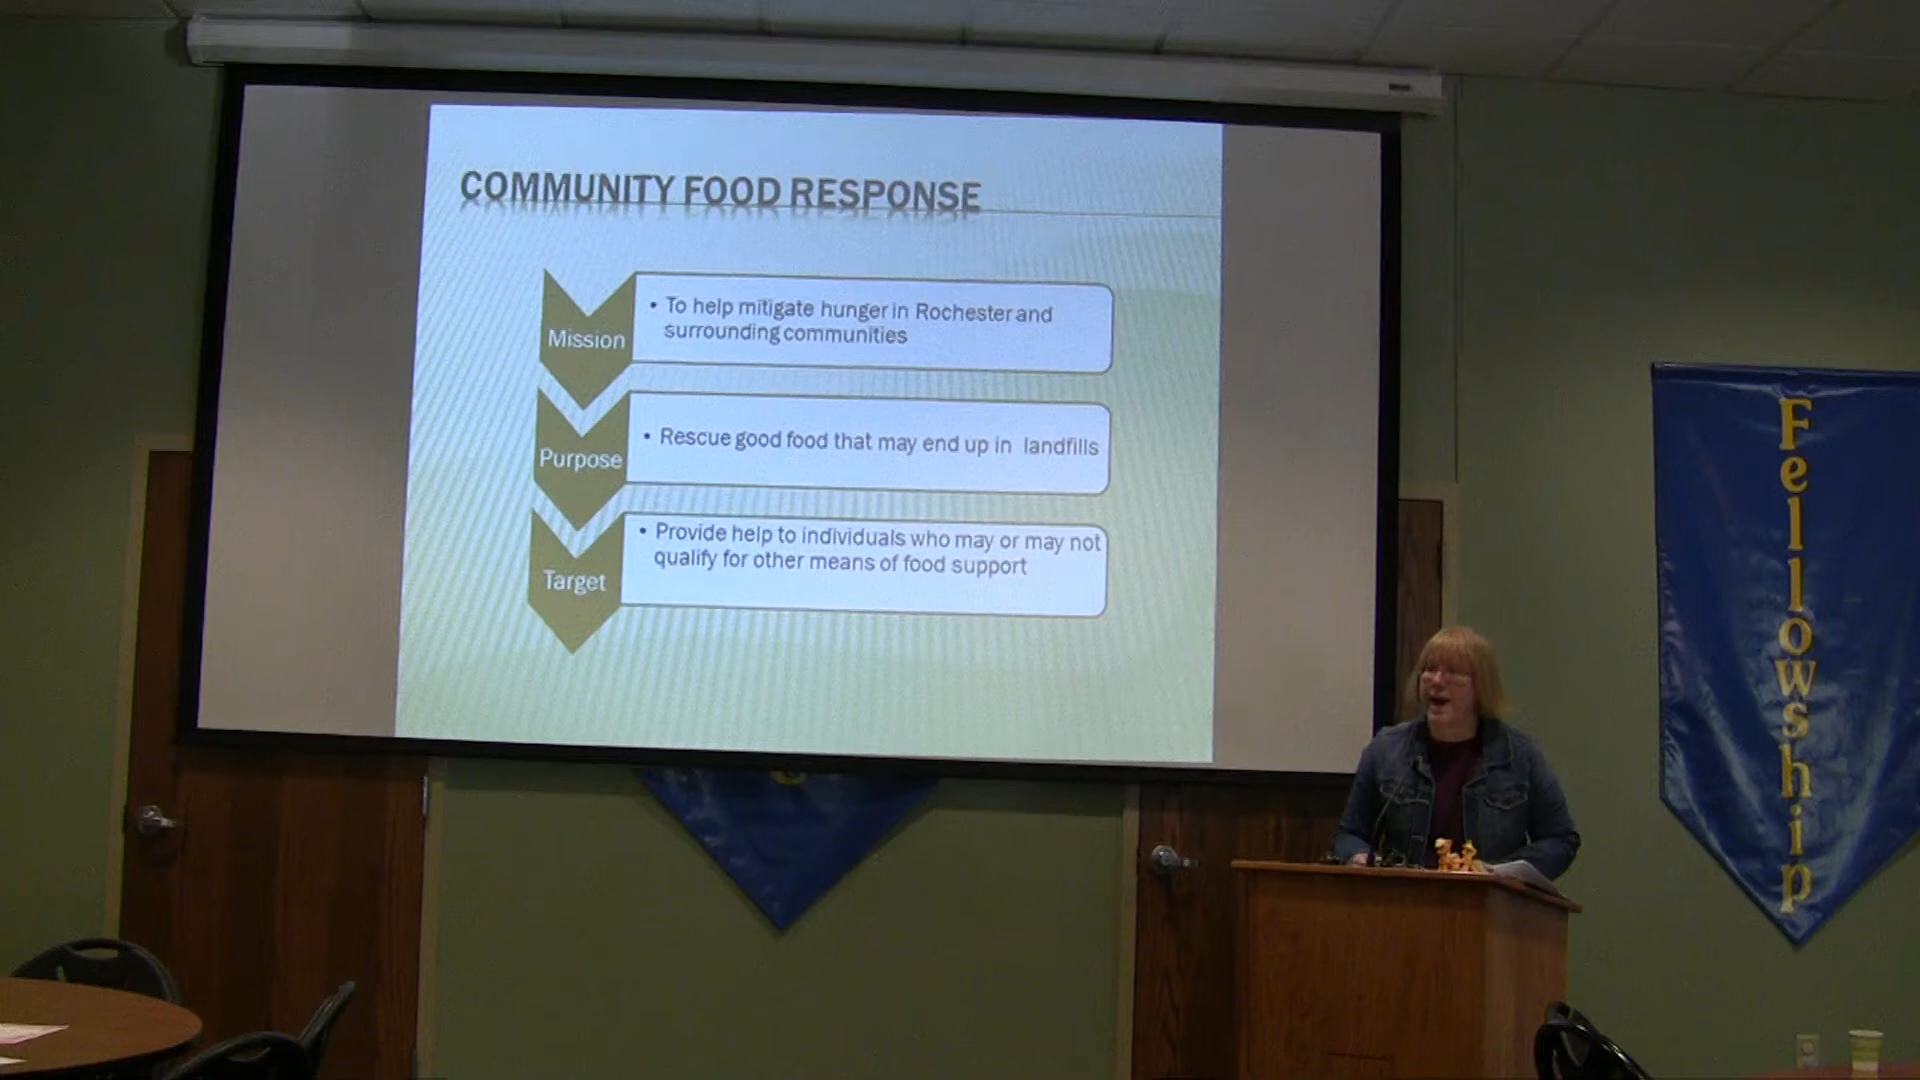 COMMUNITY FOOD RESPONSE
Mission
• To help mitigate hunger in Rochester and
surrounding communities
Purpose
• Rescue good food that may end up in landfills
Target
• Provide help to individuals who may or may not
qualify for other means of food support
Fellowship